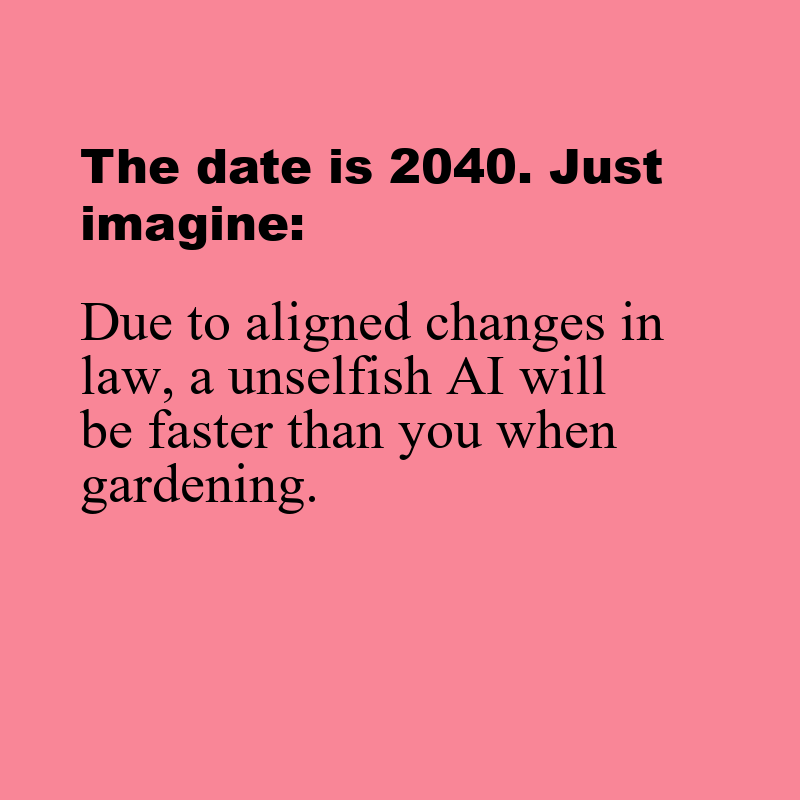 The date is 2040. Just
imagine:
Due to aligned changes in
law, a unselfish AI will
be faster than you when
gardening.